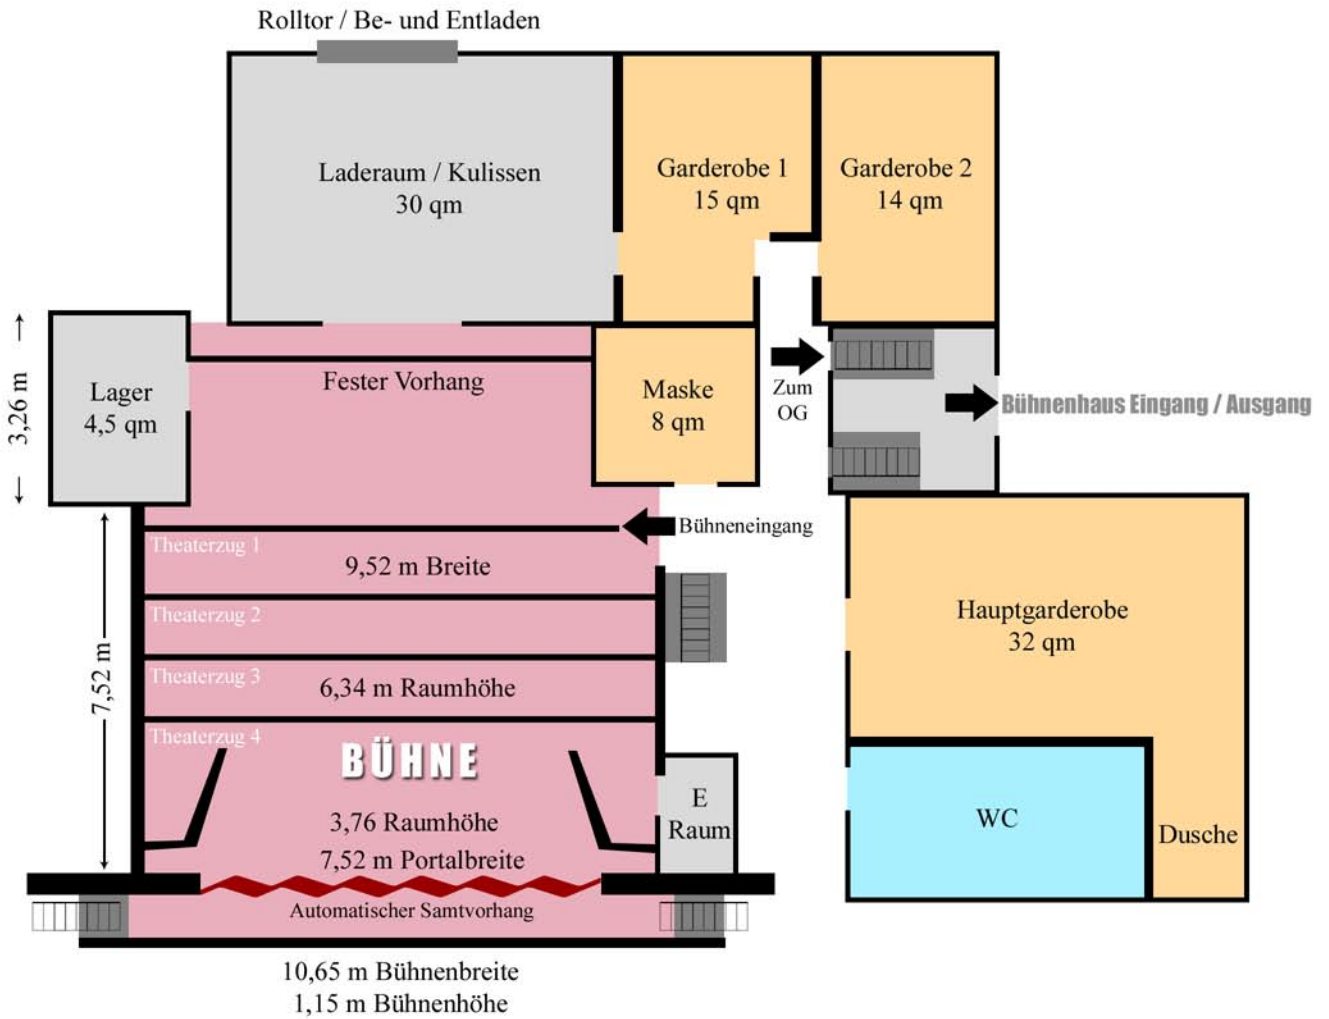 Rolltor / Be- und Entladen
Laderaum / Kulissen
30 qm
Garderobe 1
15 qm
Garderobe 2
14 qm
3,26 m
Lager
4,5 qm
Fester Vorhang
Maske
8 qm
Zum
OG
Bühnenhaus Eingang / Ausgang
Bühneneingang
Theaterzug 1
9,52 m Breite
Theaterzug 2
Theaterzug 3
6,34 m Raumhöhe
Theaterzug 4
7,52 m
BÜHNE
3,76 Raumhöhe
7,52 m Portalbreite
E
Raum
Hauptgarderobe
32 qm
WC
Dusche
Automatischer Samtvorhang
10,65 m Bühnenbreite
1,15 m Bühnenhöhe